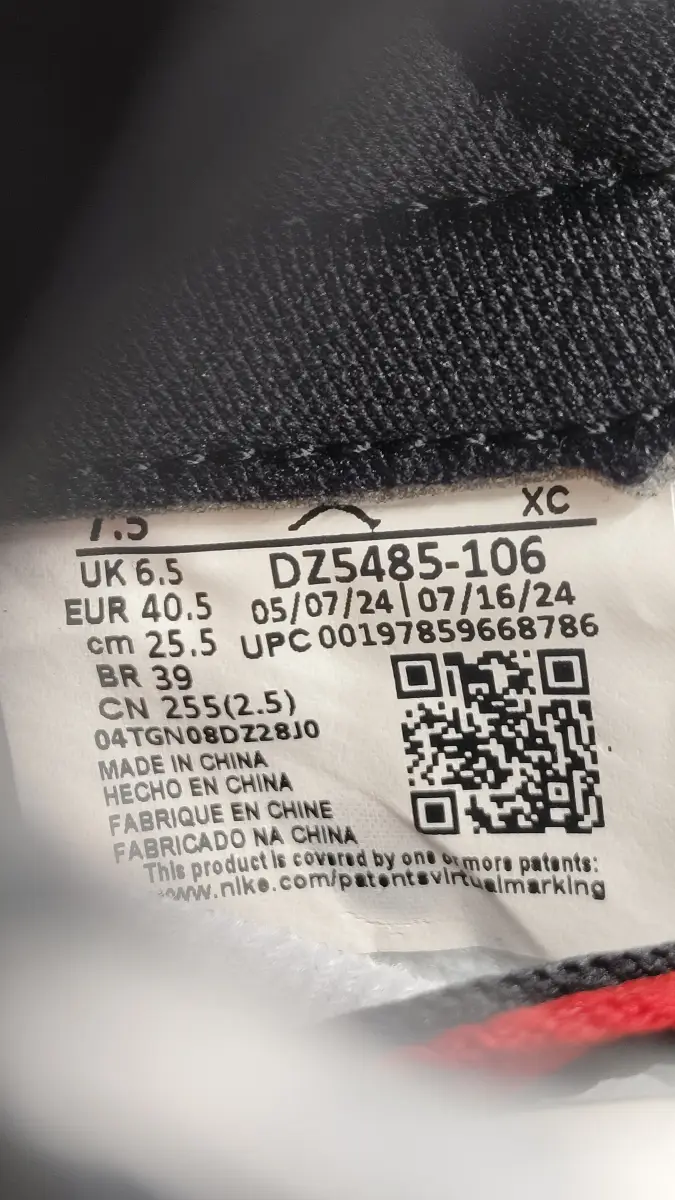 7.5 XC
UK 6.5 DZ5485-106
EUR 40.5 05/07/24|07/16/24
cm 25.5 UPC 00197859668786
BR 39
CN 255(2.5)
04TGN08DZ28J0
MADE IN CHINA
HECHO EN CHINA
FABRIQUE EN CHINE
FABRICADO NA CHINA
This product is covered by one or more patents:
www.nike.com/patentsvirtualmarking